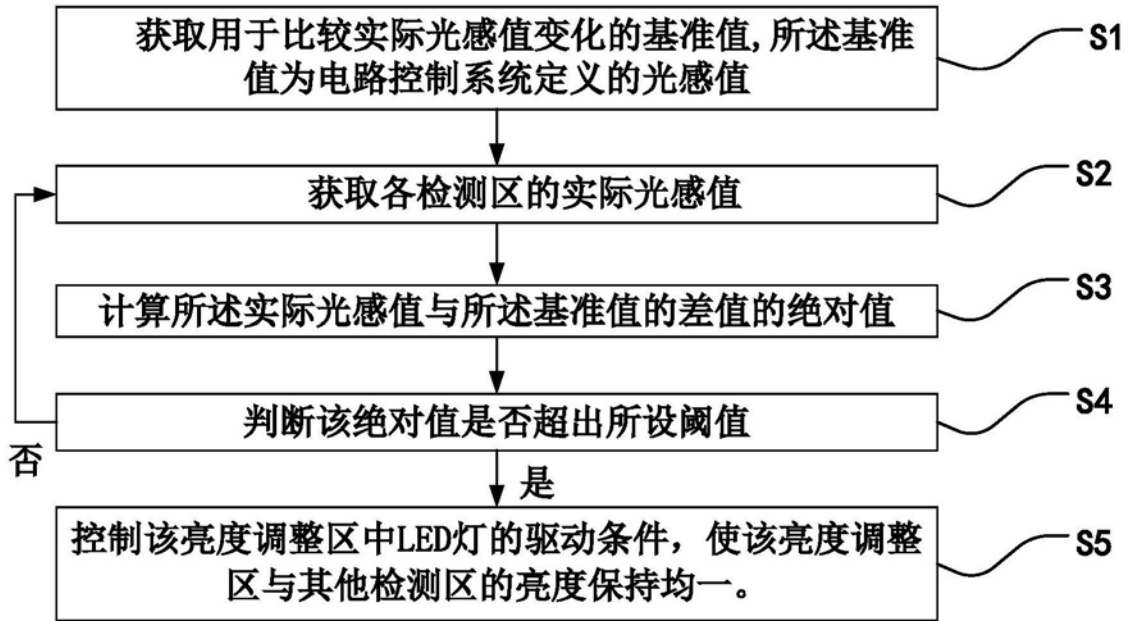 获取用于比较实际光感值变化的基准值,所述基准
值为电路控制系统定义的光感值
S1
获取各检测区的实际光感值
S2
计算所述实际光感值与所述基准值的差值的绝对值
S3
判断该绝对值是否超出所设阈值
S4
否
是
控制该亮度调整区中LED灯的驱动条件，使该亮度调整
区与其他检测区的亮度保持均一。
S5